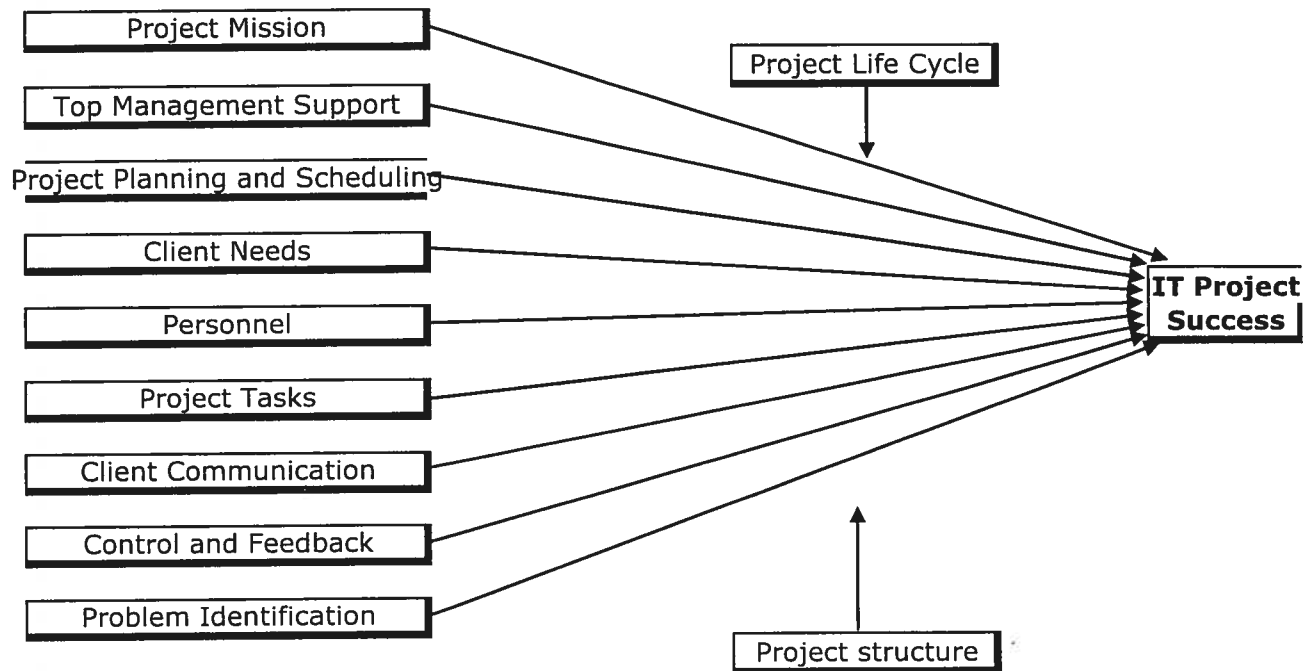 Project Mission
Project Life Cycle
Top Management Support
Project Planning and Scheduling
Client Needs
IT Project
Success
Personnel
Project Tasks
Client Communication
Control and Feedback
Problem Identification
Project structure